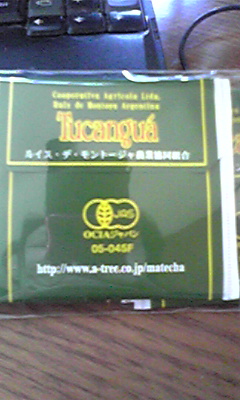 Cooperativa Agricola Ltda.
Ruis de Montoya Argentina
Tucanguá
ルイス・デ・モントージャ農業協同組合
JAS
OCIAジャパン
05-045F
http://www.a-tree.co.jp/matecha